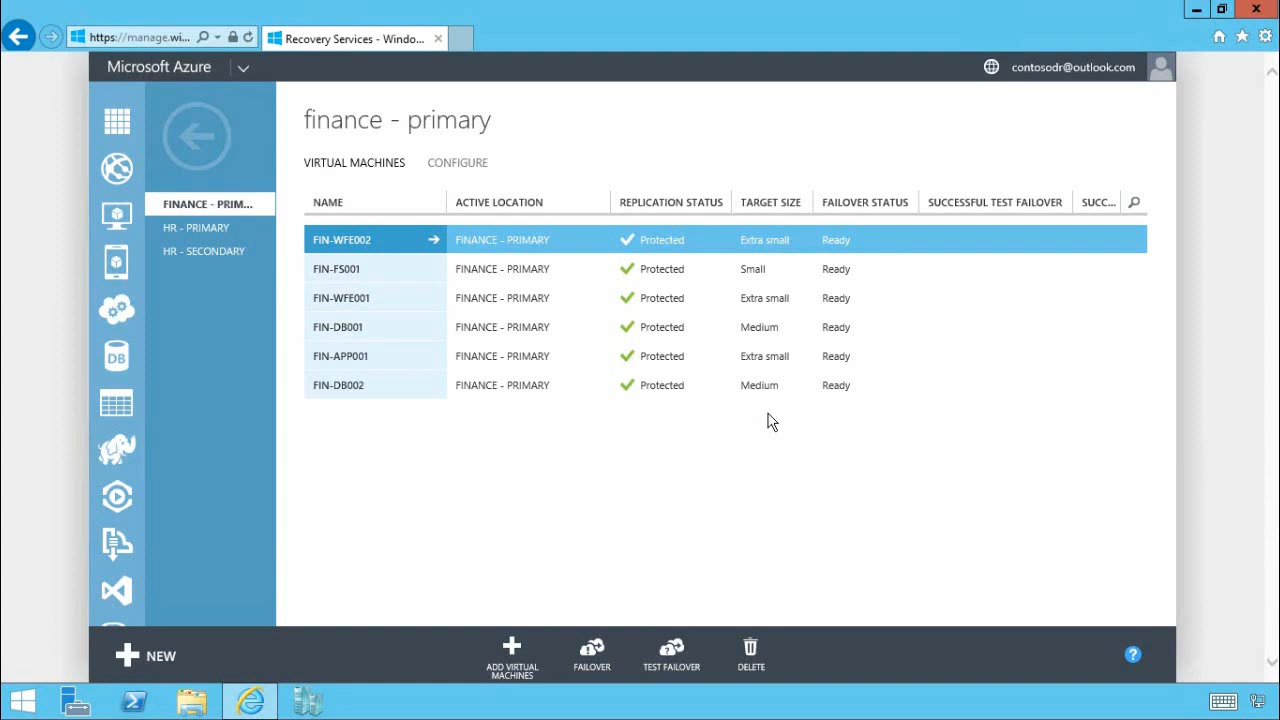 https://manage.wi...
Recovery Services - Windo...
Microsoft Azure
contosodr@outlook.com
finance - primary
VIRTUAL MACHINES CONFIGURE
FINANCE - PRIM...
HR - PRIMARY
HR - SECONDARY
NAME ACTIVE LOCATION REPLICATION STATUS TARGET SIZE FAILOVER STATUS SUCCESSFUL TEST FAILOVER SUCC...
FIN-WFE002 FINANCE - PRIMARY Protected Extra small Ready
FIN-FS001 FINANCE - PRIMARY Protected Small Ready
FIN-WFE001 FINANCE - PRIMARY Protected Extra small Ready
FIN-DB001 FINANCE - PRIMARY Protected Medium Ready
FIN-APP001 FINANCE - PRIMARY Protected Extra small Ready
FIN-DB002 FINANCE - PRIMARY Protected Medium Ready
DB
NEW
ADD VIRTUAL
MACHINES
FAILOVER
TEST FAILOVER
DELETE
?